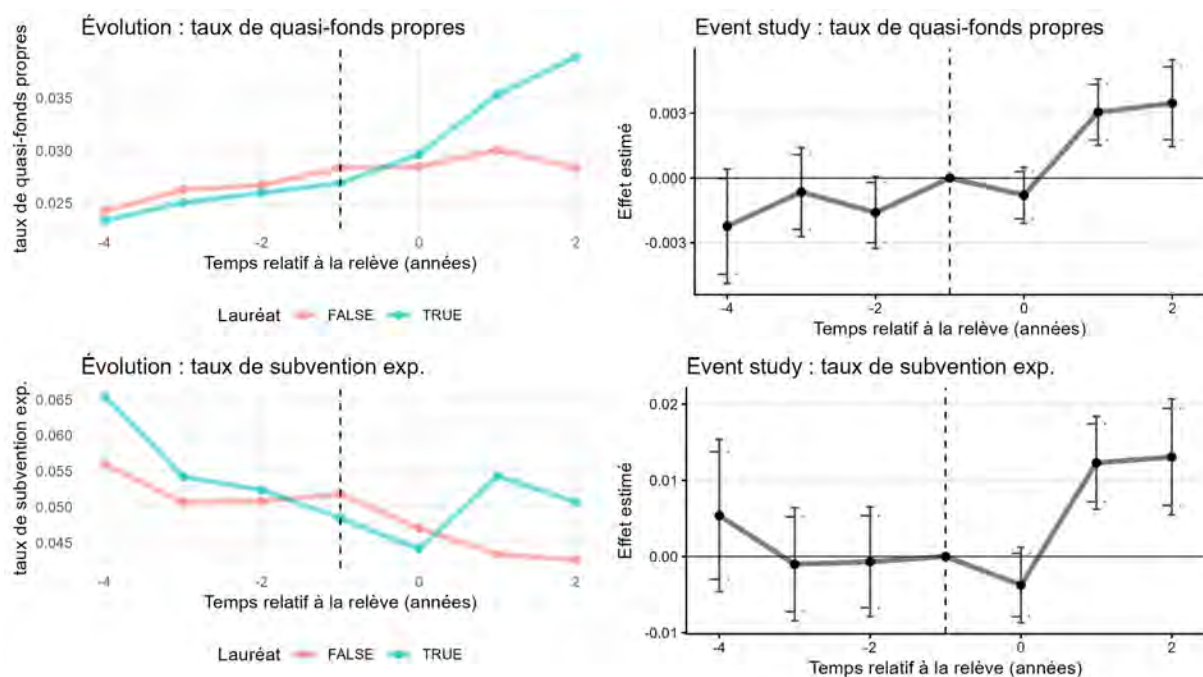 Évolution : taux de quasi-fonds propres
taux de quasi-fonds propres
0.035
0.030
0.025
-4
-2
0
2
Temps relatif à la relève (années)
Lauréat FALSE TRUE
Event study : taux de quasi-fonds propres
Effet estimé
0.003
0.000
-0.003
-4
-2
0
2
Temps relatif à la relève (années)
Évolution : taux de subvention exp.
taux de subvention exp.
0.065
0.060
0.055
0.050
0.045
-4
-2
0
2
Temps relatif à la relève (années)
Lauréat FALSE TRUE
Event study : taux de subvention exp.
Effet estimé
0.02
0.01
0.00
-0.01
-4
-2
0
2
Temps relatif à la relève (années)